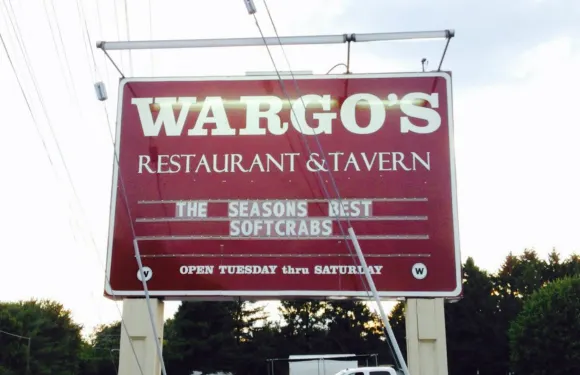 WARGO'S
RESTAURANT & TAVERN
THE SEASONS BEST
SOFTCRABS
W OPEN TUESDAY thru SATURDAY W